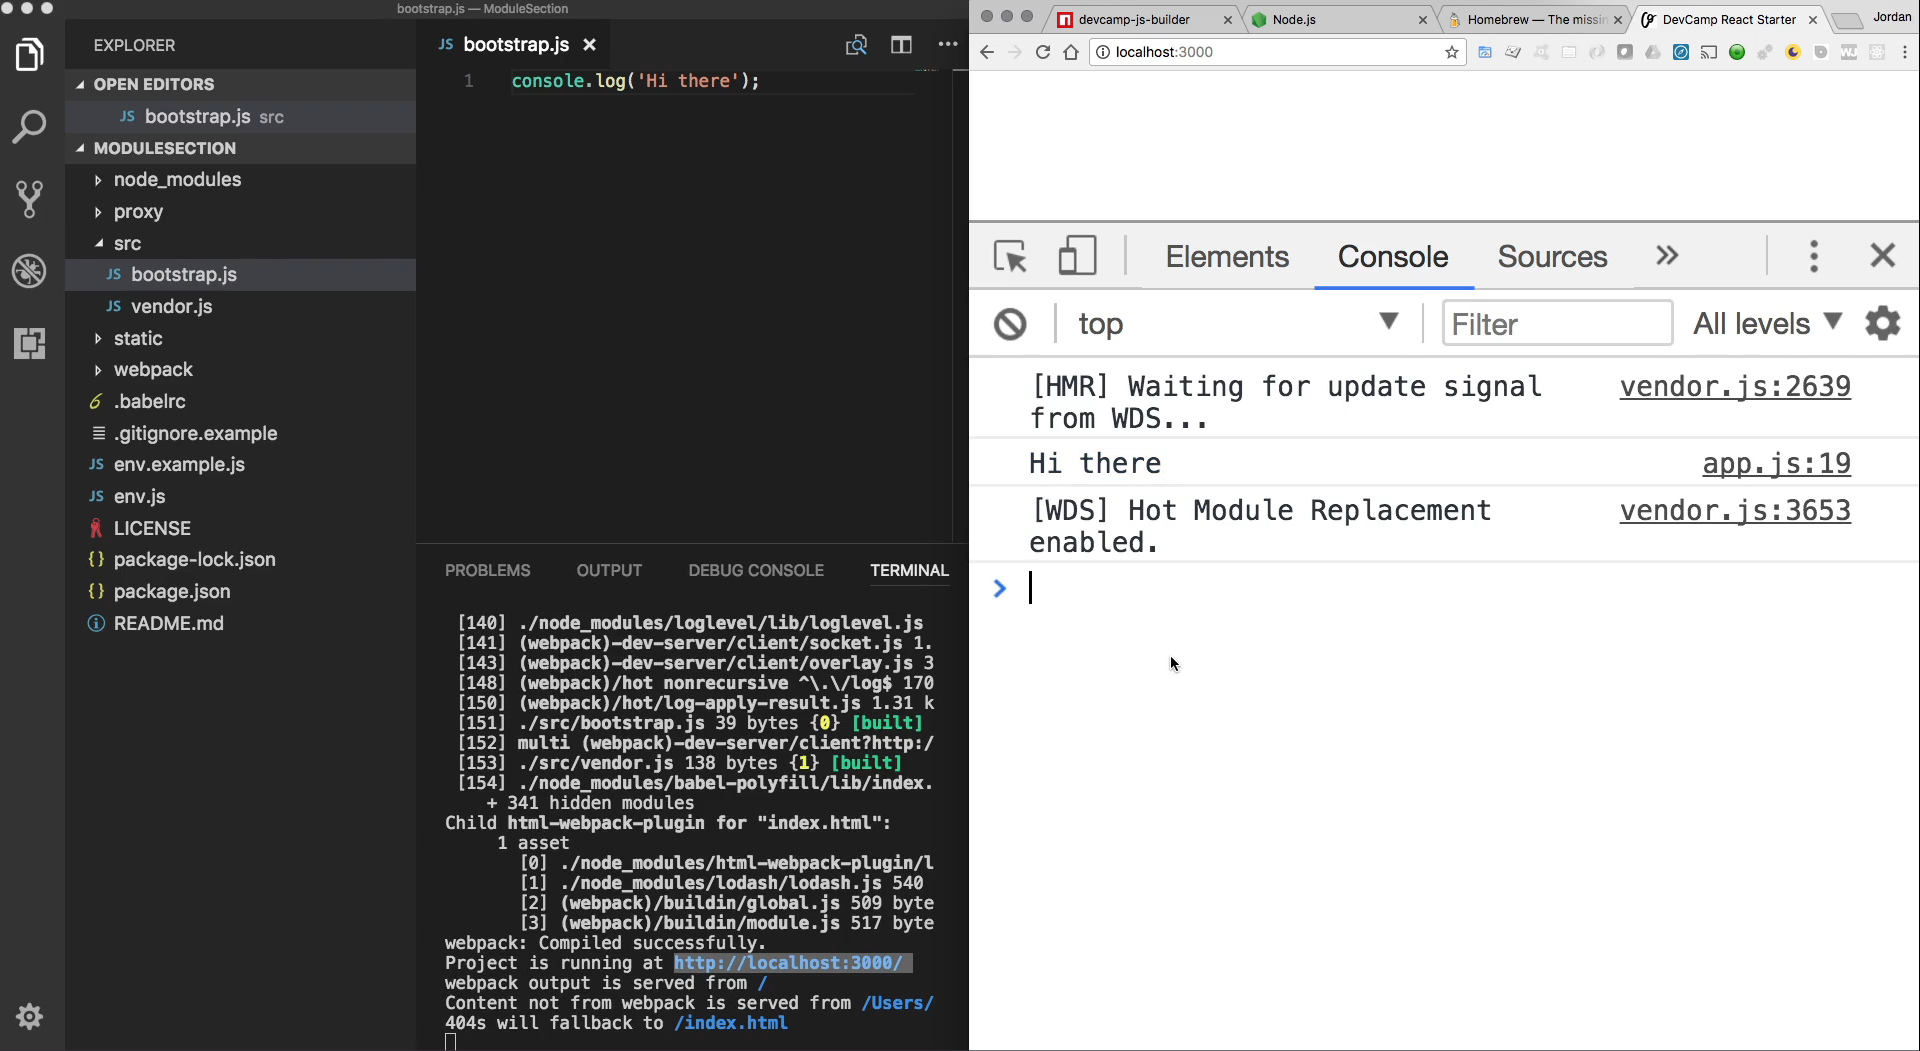 bootstrap.js — ModuleSection
EXPLORER
OPEN EDITORS
JS bootstrap.js src
MODULESECTION
node_modules
proxy
src
JS bootstrap.js
JS vendor.js
static
webpack
.babelrc
.gitignore.example
JS env.example.js
JS env.js
LICENSE
{} package-lock.json
{} package.json
README.md
JS bootstrap.js
1 console.log('Hi there');
PROBLEMS OUTPUT DEBUG CONSOLE TERMINAL
[140] ./node_modules/loglevel/lib/loglevel.js
[141] (webpack)-dev-server/client/socket.js 1.
[143] (webpack)-dev-server/client/overlay.js 3
[148] (webpack)/hot nonrecursive ^\.\/log$ 170
[150] (webpack)/hot/log-apply-result.js 1.31 k
[151] ./src/bootstrap.js 39 bytes {0} [built]
[152] multi (webpack)-dev-server/client?http:/
[153] ./src/vendor.js 138 bytes {1} [built]
[154] ./node_modules/babel-polyfill/lib/index.
+ 341 hidden modules
Child html-webpack-plugin for "index.html":
1 asset
[0] ./node_modules/html-webpack-plugin/l
[1] ./node_modules/lodash/lodash.js 540
[2] (webpack)/buildin/global.js 509 byte
[3] (webpack)/buildin/module.js 517 byte
webpack: Compiled successfully.
Project is running at http://localhost:3000/
webpack output is served from /
Content not from webpack is served from /Users/
404s will fallback to /index.html
devcamp-js-builder
Node.js
Homebrew — The missin
DevCamp React Starter
Jordan
localhost:3000
Elements Console Sources
top
Filter
All levels
[HMR] Waiting for update signal vendor.js:2639
from WDS...
Hi there app.js:19
[WDS] Hot Module Replacement vendor.js:3653
enabled.